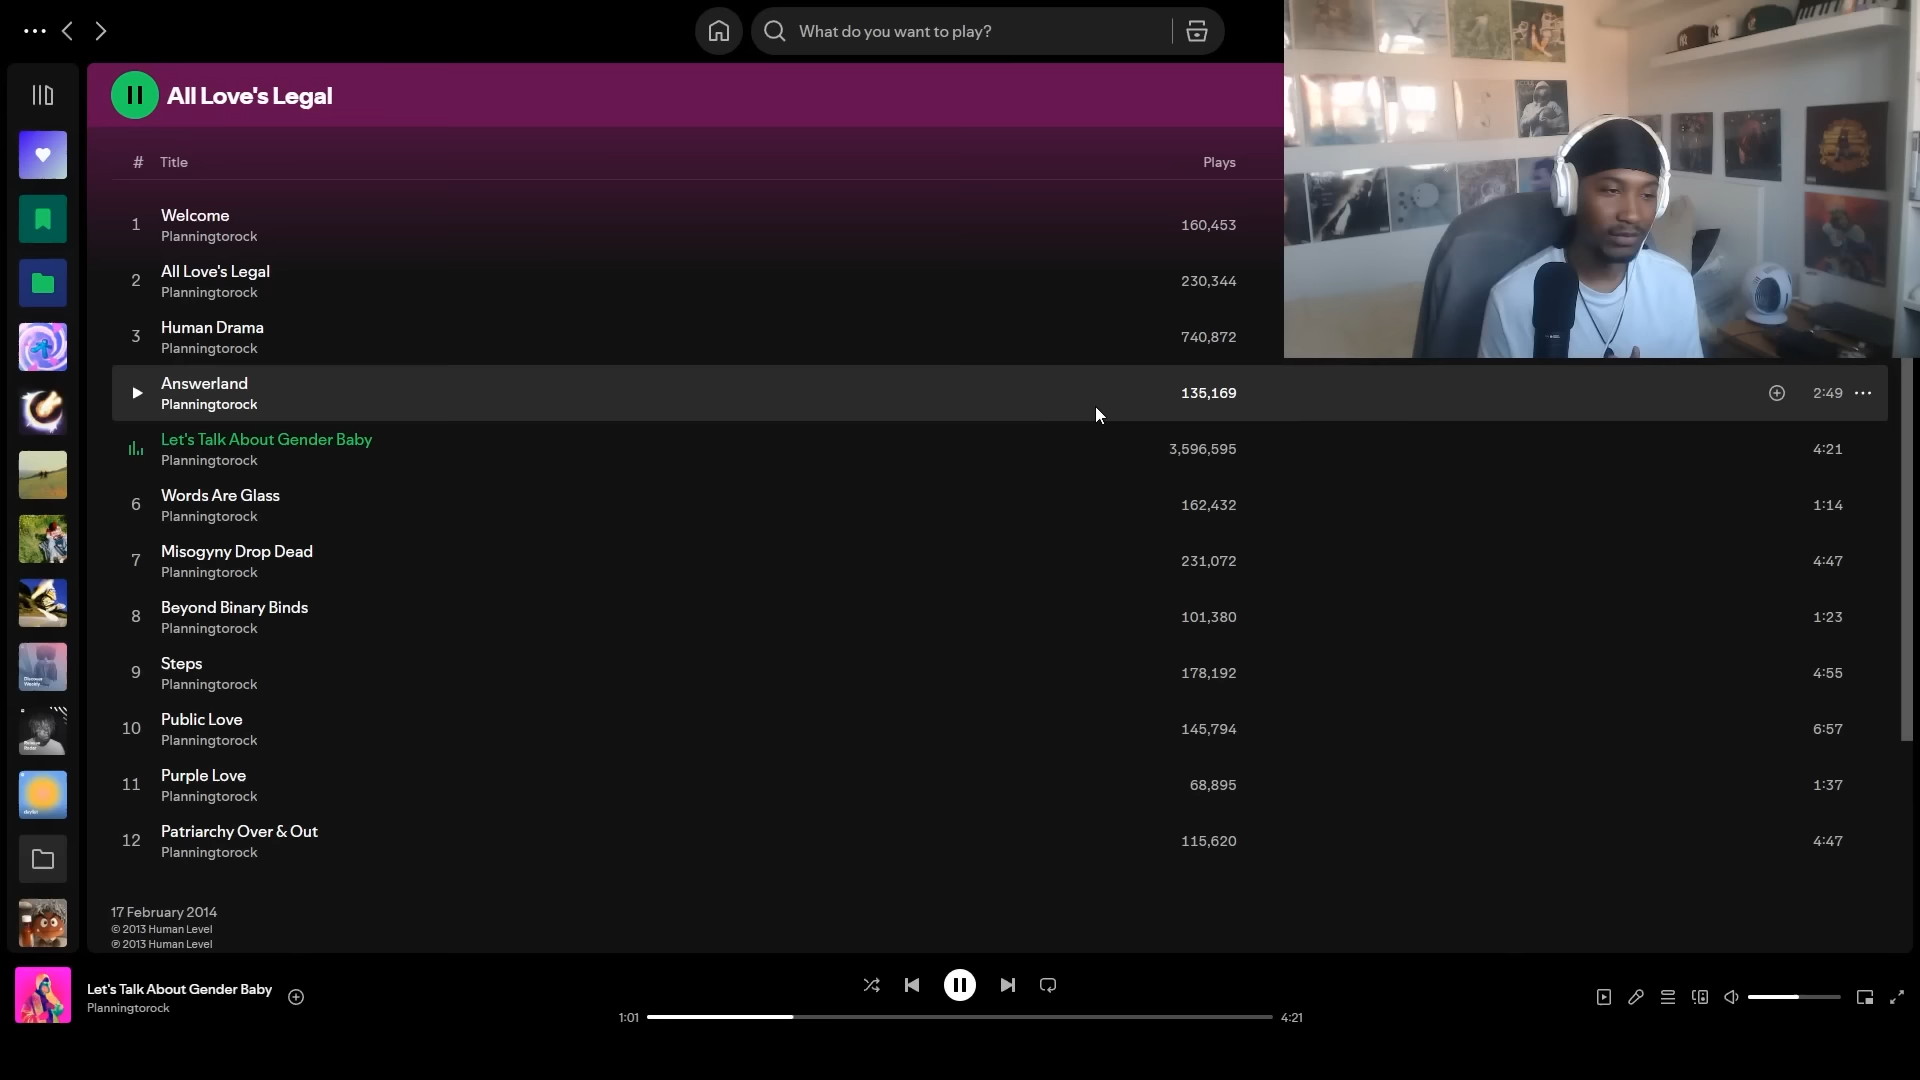 What do you want to play?
All Love's Legal
# Title Plays
1 Welcome 160,453
Planningtorock
2 All Love's Legal 230,344
Planningtorock
3 Human Drama 740,872
Planningtorock
Answerland 135,169 2:49
Planningtorock
Let's Talk About Gender Baby 3,596,595 4:21
Planningtorock
6 Words Are Glass 162,432 1:14
Planningtorock
7 Misogyny Drop Dead 231,072 4:47
Planningtorock
8 Beyond Binary Binds 101,380 1:23
Planningtorock
9 Steps 178,192 4:55
Planningtorock
10 Public Love 145,794 6:57
Planningtorock
11 Purple Love 68,895 1:37
Planningtorock
12 Patriarchy Over & Out 115,620 4:47
Planningtorock
17 February 2014
© 2013 Human Level
℗ 2013 Human Level
Let's Talk About Gender Baby
Planningtorock
1:01 4:21